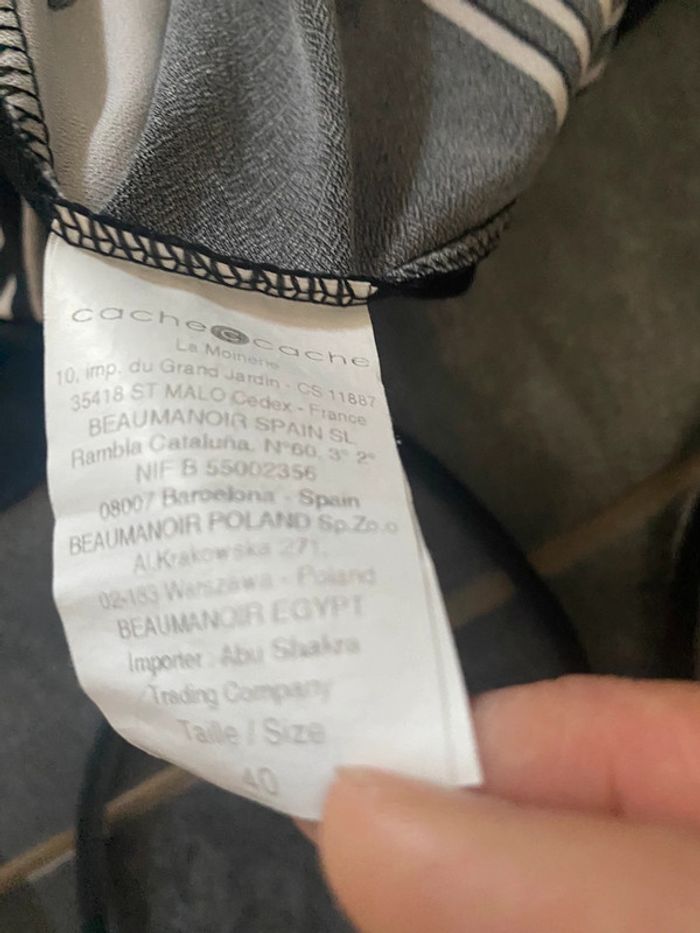 cache c cache
La Moinerie
10, imp. du Grand Jardin - CS 11887
35418 ST MALO Cedex - France
BEAUMANOIR SPAIN SL
Rambla Cataluña, N°60, 3° 2°
NIF B 55002356
08007 Barcelona - Spain
BEAUMANOIR POLAND Sp.Zo.o
Al.Krakowska 271,
02-183 Warszawa - Poland
BEAUMANOIR EGYPT
Importer : Abu Shakra
Trading Company
Taille / Size
40